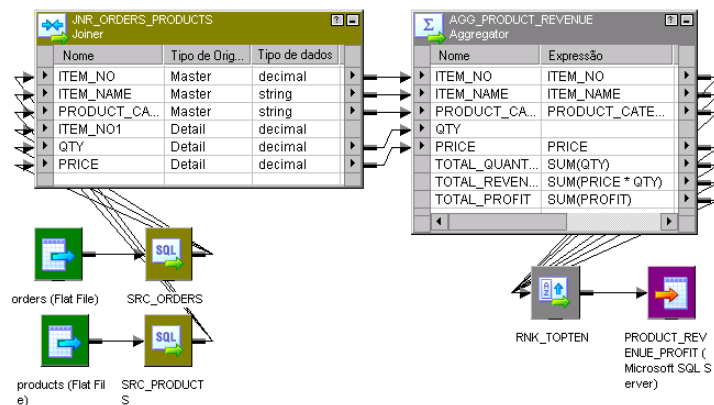 JNR_ORDERS_PRODUCTS
Joiner
Nome Tipo de Orig... Tipo de dados
ITEM_NO Master decimal
ITEM_NAME Master string
PRODUCT_CA... Master string
ITEM_NO1 Detail decimal
QTY Detail decimal
PRICE Detail decimal
AGG_PRODUCT_REVENUE
Aggregator
Nome Expressão
ITEM_NO ITEM_NO
ITEM_NAME ITEM_NAME
PRODUCT_CA... PRODUCT_CATE...
QTY
PRICE PRICE
TOTAL_QUANT... SUM(QTY)
TOTAL_REVEN... SUM(PRICE * QTY)
TOTAL_PROFIT SUM(PROFIT)
SQL
orders (Flat File) SRC_ORDERS
SQL
products (Flat Fil
e)
SRC_PRODUCT
S
RNK_TOPTEN
PRODUCT_REV
ENUE_PROFIT (
Microsoft SQL S
erver)